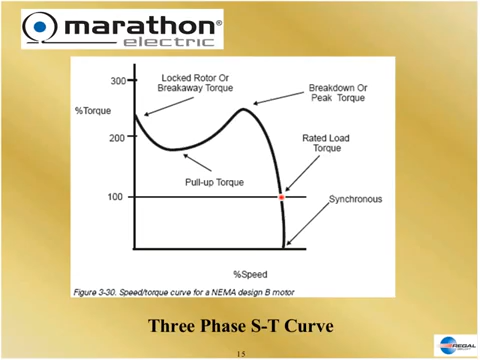 marathon
electric
300
Locked Rotor Or
Breakaway Torque
Breakdown Or
Peak Torque
%Torque
200
Rated Load
Torque
Pull-up Torque
100
Synchronous
%Speed
Figure 3-30. Speed/torque curve for a NEMA design B motor
Three Phase S-T Curve
15
REGAL